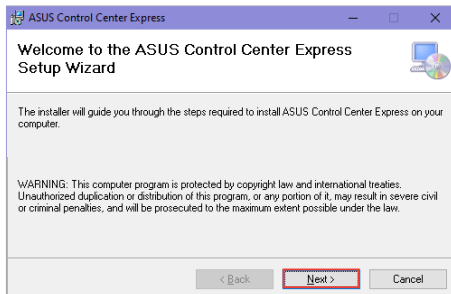 ASUS Control Center Express
Welcome to the ASUS Control Center Express
Setup Wizard
The installer will guide you through the steps required to install ASUS Control Center Express on your
computer.
WARNING: This computer program is protected by copyright law and international treaties.
Unauthorized duplication or distribution of this program, or any portion of it, may result in severe civil
or criminal penalties, and will be prosecuted to the maximum extent possible under the law.
< Back Next > Cancel